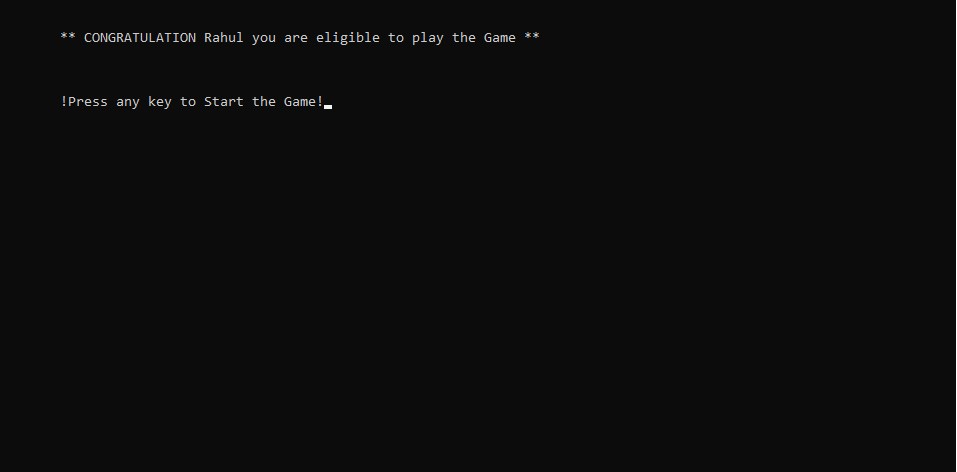 ** CONGRATULATION Rahul you are eligible to play the Game **
!Press any key to Start the Game!